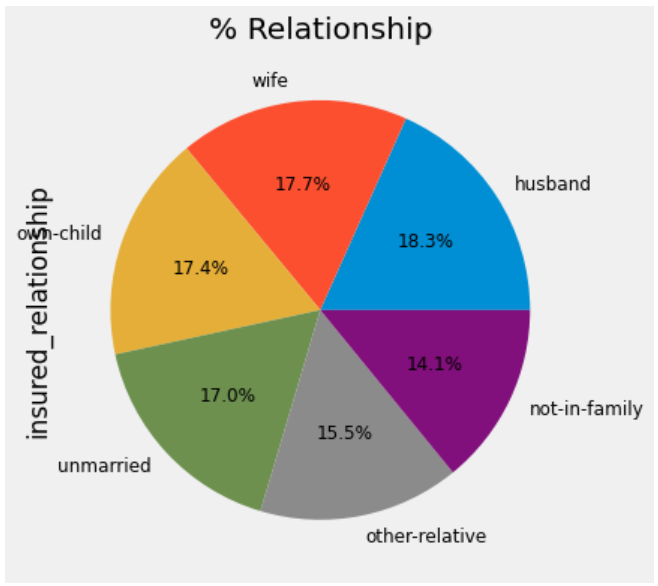 % Relationship
wife
husband
17.7%
18.3%
own-child
17.4%
insured_relationship
14.1%
17.0%
not-in-family
15.5%
unmarried
other-relative